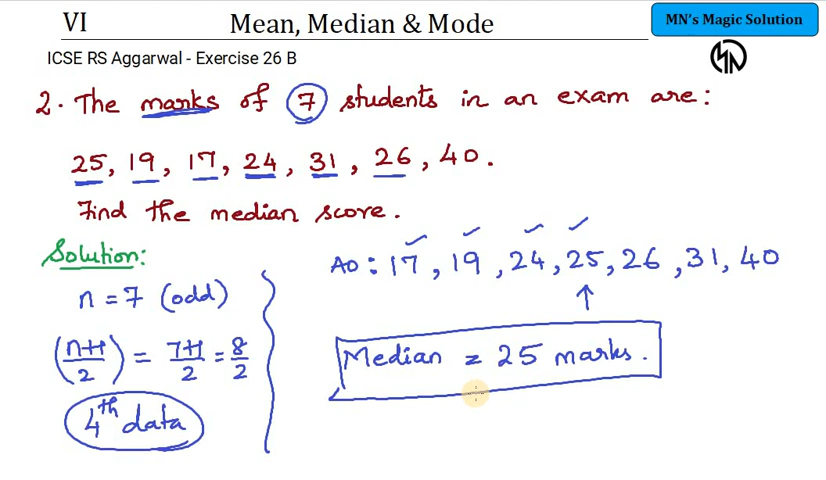 VI
Mean, Median & Mode
MN's Magic Solution
MN
ICSE RS Aggarwal - Exercise 26 B
2. The marks of 7 students in an exam are:
25, 19, 17, 24, 31, 26, 40.
Find the median score.
Solution:
n = 7 (odd)
(n+1/2) = 7+1/2 = 8/2
4th data
AO : 17, 19, 24, 25, 26, 31, 40
Median = 25 marks.